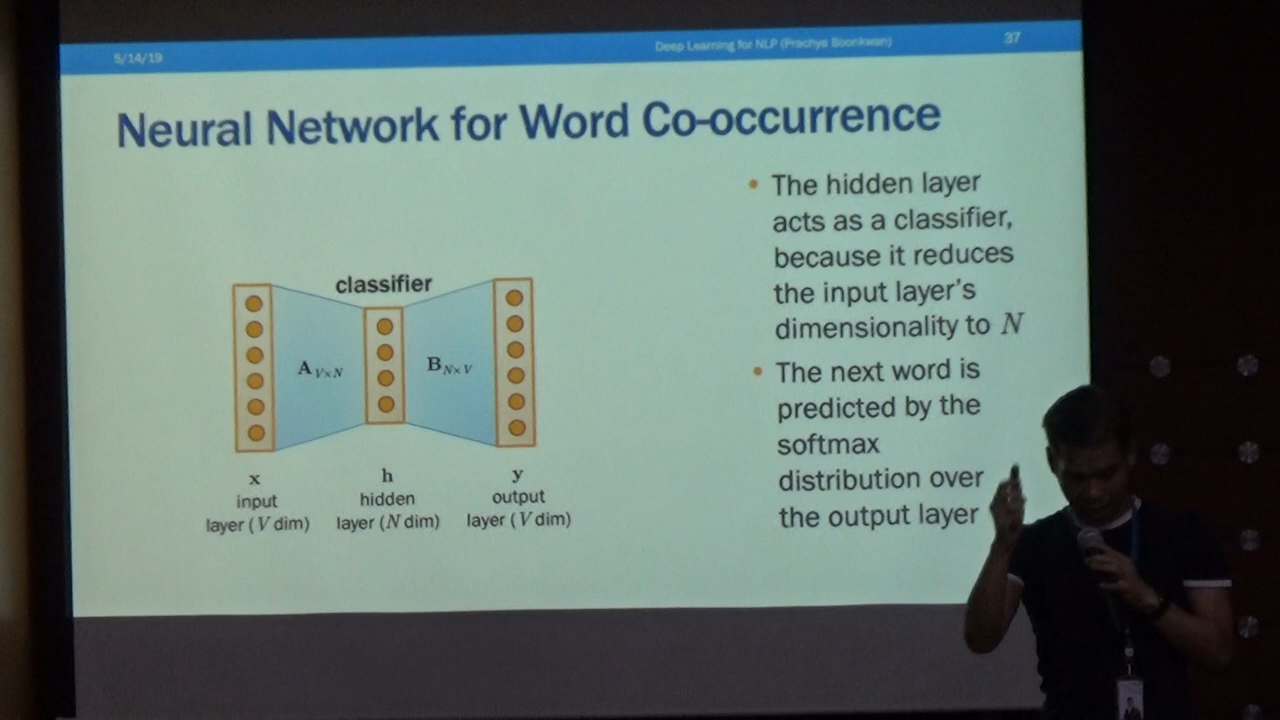 5/14/19
Deep Learning for NLP (Prachya Boonkwan)
37
Neural Network for Word Co-occurrence
• The hidden layer
acts as a classifier,
because it reduces
the input layer's
dimensionality to N
• The next word is
predicted by the
softmax
distribution over
the output layer
classifier
A V×N
B N×V
x
input
layer (V dim)
h
hidden
layer (N dim)
y
output
layer (V dim)